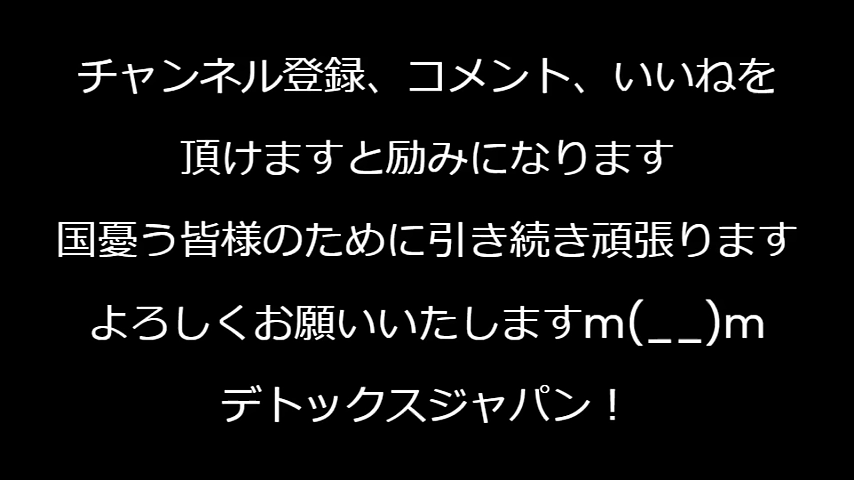 チャンネル登録、コメント、いいねを
頂けますと励みになります
国憂う皆様のために引き続き頑張ります
よろしくお願いいたしますm(__)m
デトックスジャパン！